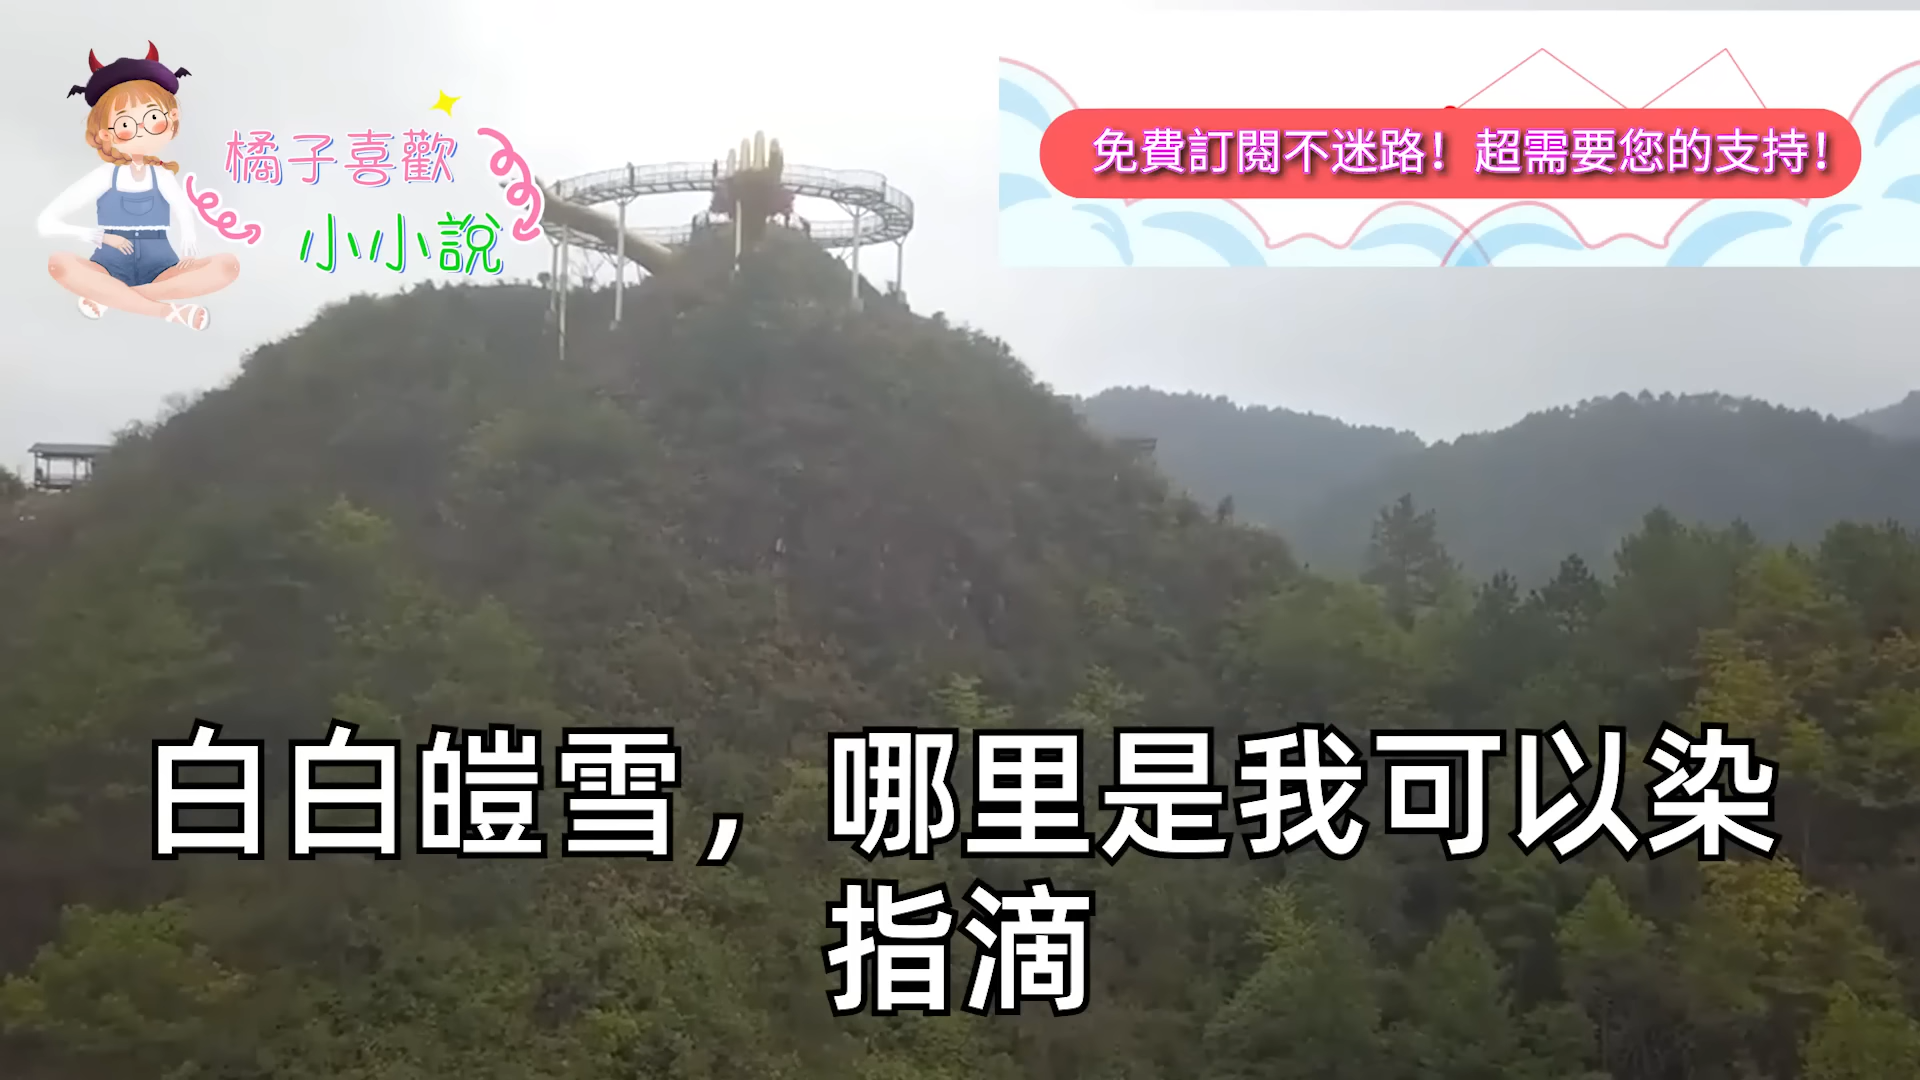 橘子喜歡
小小說
免費訂閱不迷路！超需要您的支持！
白白皚雪，哪里是我可以染
指滴